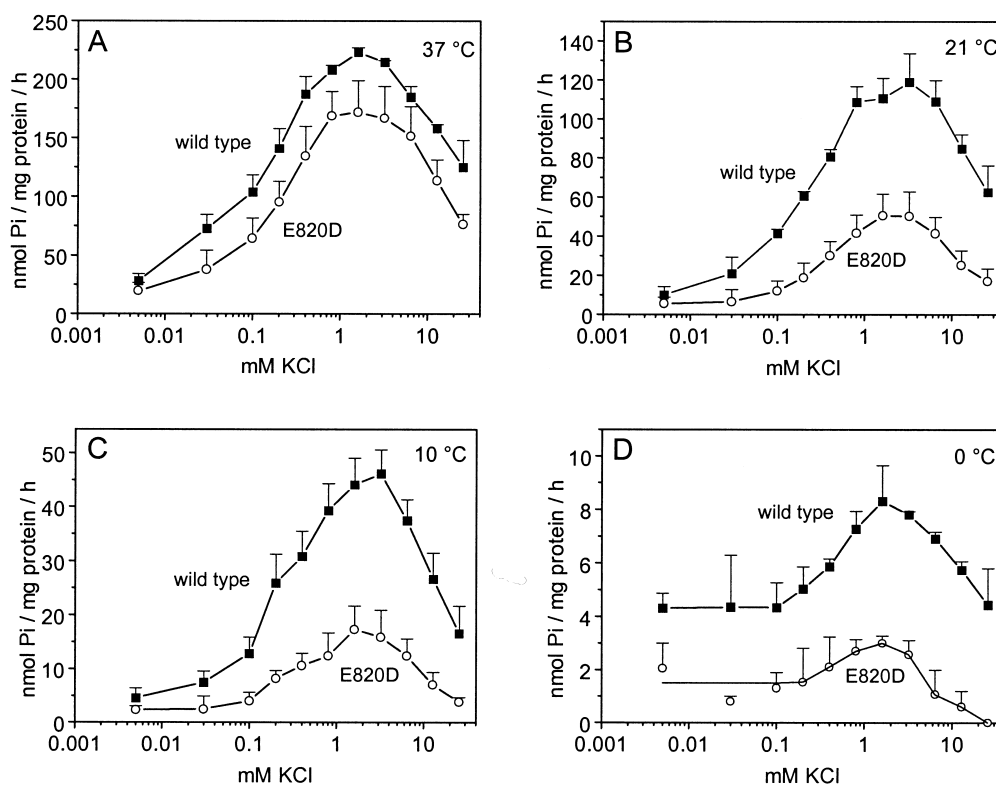 A
37 °C
250
200
150
100
50
0
nmol Pi / mg protein / h
wild type
E820D
0.001 0.01 0.1 1 10
mM KCl
B
21 °C
140
120
100
80
60
40
20
0
nmol Pi / mg protein / h
wild type
E820D
0.001 0.01 0.1 1 10
mM KCl
C
10 °C
50
40
30
20
10
0
nmol Pi / mg protein / h
wild type
E820D
0.001 0.01 0.1 1 10
mM KCl
D
0 °C
10
8
6
4
2
0
nmol Pi / mg protein / h
wild type
E820D
0.001 0.01 0.1 1 10
mM KCl